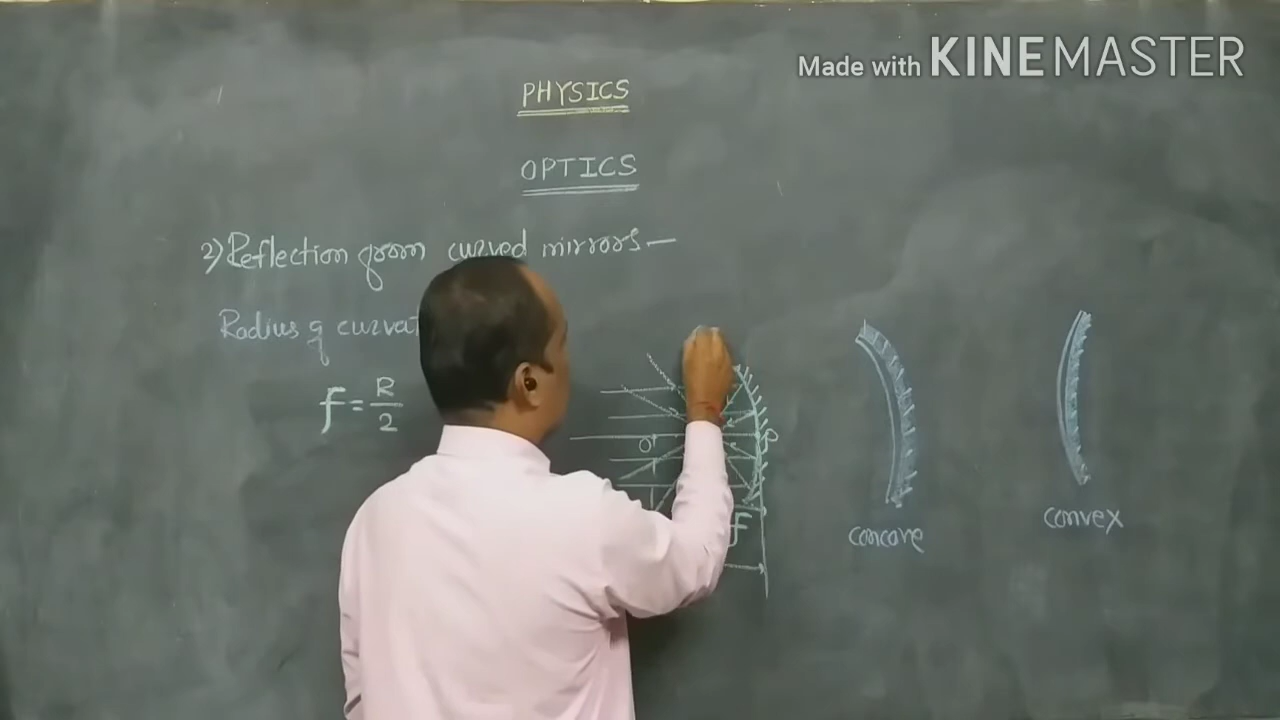 Made with KINEMASTER
PHYSICS
OPTICS
2) Reflection from curved mirrors —
Radius of curvat
f = R/2
O
P
f
concave
convex